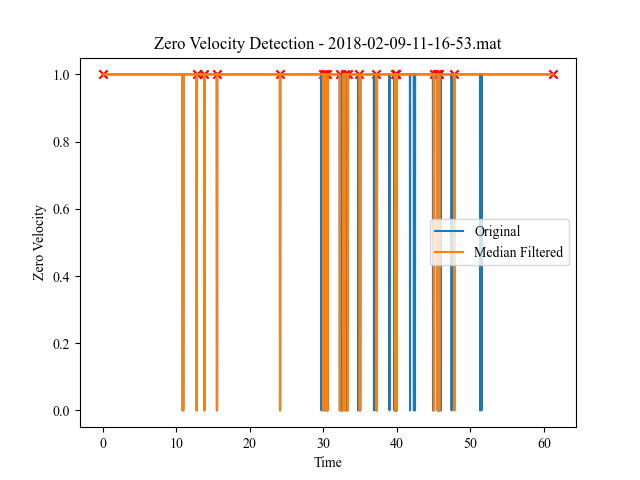 Zero Velocity Detection - 2018-02-09-11-16-53.mat
1.0
0.8
0.6
0.4
0.2
0.0
Zero Velocity
Original
Median Filtered
0 10 20 30 40 50 60
Time